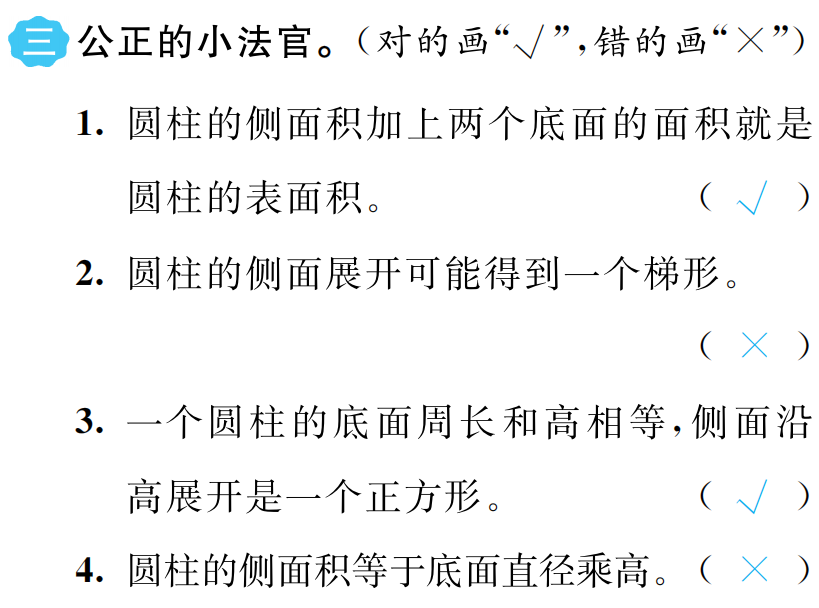 三 公正的小法官。(对的画“√”,错的画“×”)
1. 圆柱的侧面积加上两个底面的面积就是
圆柱的表面积。 ( √ )
2. 圆柱的侧面展开可能得到一个梯形。
( × )
3. 一个圆柱的底面周长和高相等,侧面沿
高展开是一个正方形。 ( √ )
4. 圆柱的侧面积等于底面直径乘高。( × )